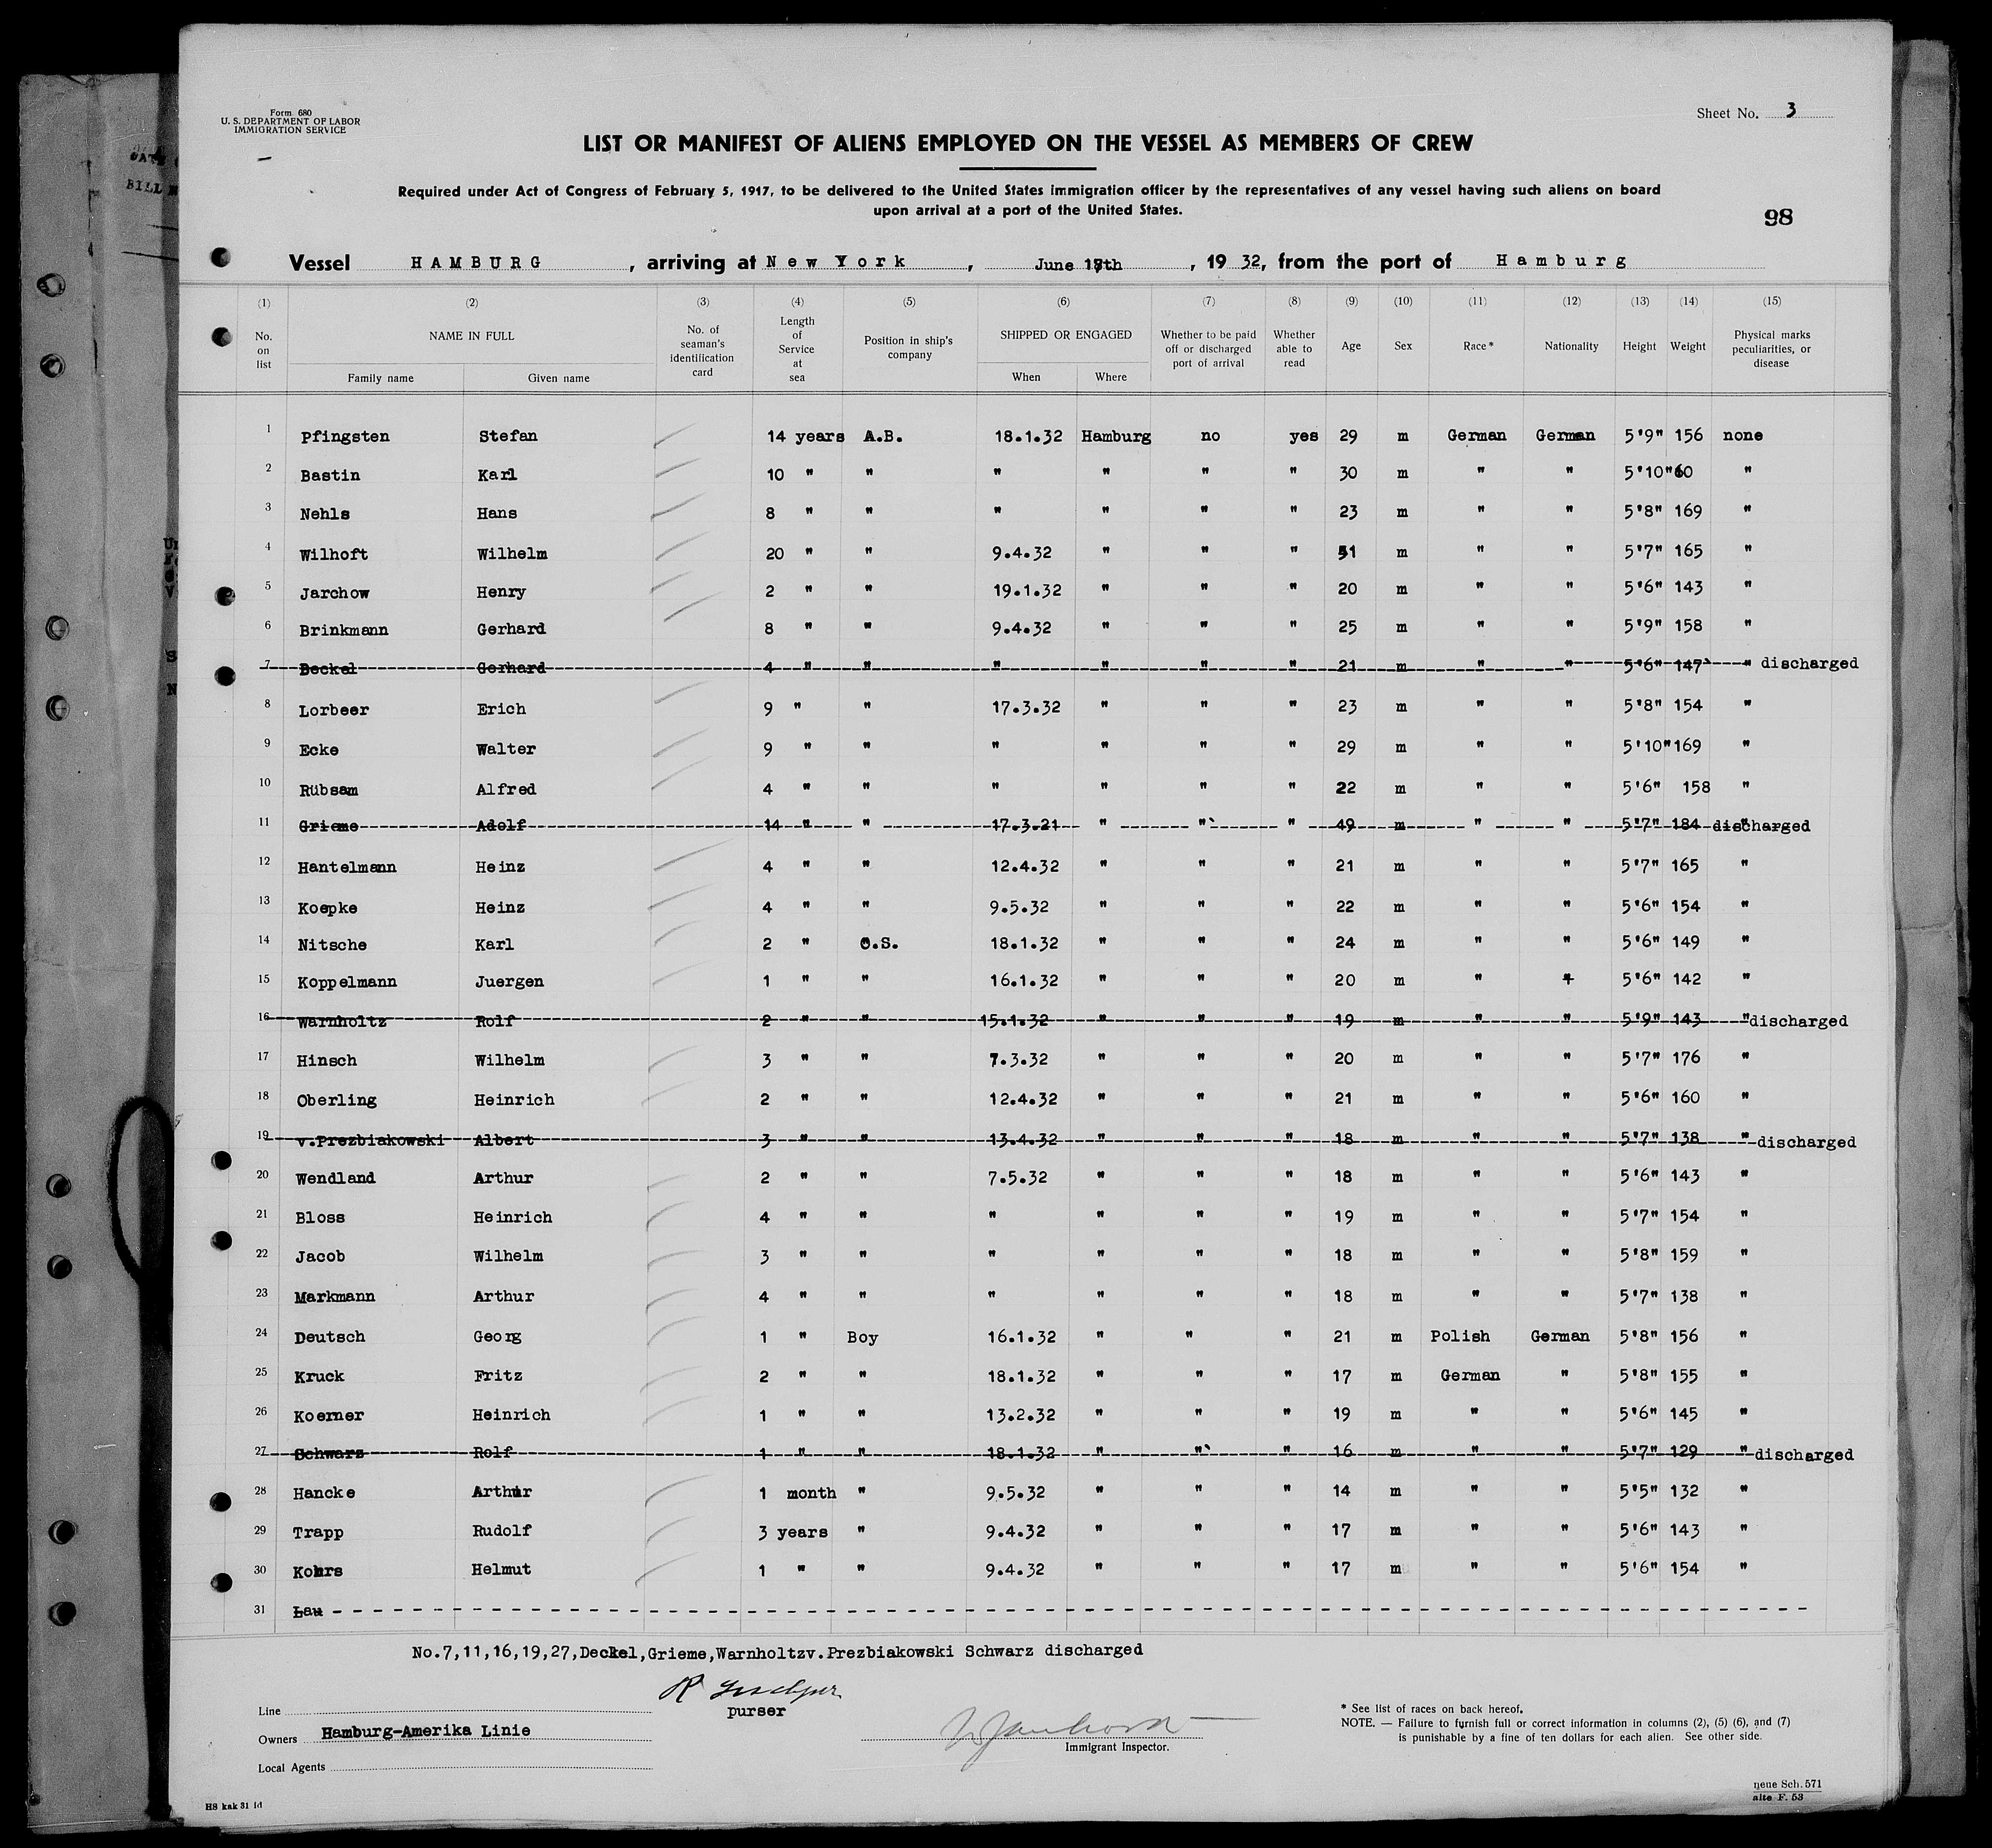 Form 680
U. S. DEPARTMENT OF LABOR
IMMIGRATION SERVICE
Sheet No. 3
LIST OR MANIFEST OF ALIENS EMPLOYED ON THE VESSEL AS MEMBERS OF CREW
Required under Act of Congress of February 5, 1917, to be delivered to the United States immigration officer by the representatives of any vessel having such aliens on board
upon arrival at a port of the United States.
98
Vessel HAMBURG, arriving at New York, June 17th, 1932, from the port of Hamburg
(1) (2) (3) (4) (5) (6) (7) (8) (9) (10) (11) (12) (13) (14) (15)
No. on list NAME IN FULL Family name Given name No. of seaman's identification card Length of Service at sea Position in ship's company SHIPPED OR ENGAGED When Where Whether to be paid off or discharged port of arrival Whether able to read Age Sex Race* Nationality Height Weight Physical marks peculiarities, or disease
1 Pfingsten Stefan 14 years A.B. 18.1.32 Hamburg no yes 29 m German German 5'9" 156 none
2 Bastin Karl 10 " " " " " " 30 m " " 5'10" 60 "
3 Nehls Hans 8 " " " " " " 23 m " " 5'8" 169 "
4 Wilhoft Wilhelm 20 " " 9.4.32 " " " 51 m " " 5'7" 165 "
5 Jarchow Henry 2 " " 19.1.32 " " " 20 m " " 5'6" 143 "
6 Brinkmann Gerhard 8 " " 9.4.32 " " " 25 m " " 5'9" 158 "
7 Deckel Gerhard 4 " " " " " " 21 m " " 5'6" 147 " discharged
8 Lorbeer Erich 9 " " 17.3.32 " " " 23 m " " 5'8" 154 "
9 Ecke Walter 9 " " " " " " 29 m " " 5'10" 169 "
10 Rübsam Alfred 4 " " " " " " 22 m " " 5'6" 158 "
11 Grieme Adolf 14 " " 17.3.21 " " " 49 m " " 5'7" 184 " discharged
12 Hantelmann Heinz 4 " " 12.4.32 " " " 21 m " " 5'7" 165 "
13 Koepke Heinz 4 " " 9.5.32 " " " 22 m " " 5'6" 154 "
14 Nitsche Karl 2 " O.S. 18.1.32 " " " 24 m " " 5'6" 149 "
15 Koppelmann Juergen 1 " " 16.1.32 " " " 20 m " " 5'6" 142 "
16 Warnholtz Rolf 2 " " 15.1.32 " " " 19 m " " 5'9" 143 " discharged
17 Hinsch Wilhelm 3 " " 7.3.32 " " " 20 m " " 5'7" 176 "
18 Oberling Heinrich 2 " " 12.4.32 " " " 21 m " " 5'6" 160 "
19 v.Prezbiakowski Albert 3 " " 13.4.32 " " " 18 m " " 5'7" 138 " discharged
20 Wendland Arthur 2 " " 7.5.32 " " " 18 m " " 5'6" 143 "
21 Bloss Heinrich 4 " " " " " " 19 m " " 5'7" 154 "
22 Jacob Wilhelm 3 " " " " " " 18 m " " 5'8" 159 "
23 Markmann Arthur 4 " " " " " " 18 m " " 5'7" 138 "
24 Deutsch Georg 1 " Boy 16.1.32 " " " 21 m Polish German 5'8" 156 "
25 Kruck Fritz 2 " " 18.1.32 " " " 17 m German " 5'8" 155 "
26 Koerner Heinrich 1 " " 13.2.32 " " " 19 m " " 5'6" 145 "
27 Schwarz Rolf 1 " " 18.1.32 " " " 16 m " " 5'7" 129 " discharged
28 Hancke Arthur 1 month " 9.5.32 " " " 14 m " " 5'5" 132 "
29 Trapp Rudolf 3 years " 9.4.32 " " " 17 m " " 5'6" 143 "
30 Kohrs Helmut 1 " " 9.4.32 " " " 17 m " " 5'6" 154 "
31 Lau
No.7,11,16,19,27,Deckel,Grieme,Warnholtzv.Prezbiakowski Schwarz discharged
purser
Line
Owners Hamburg-Amerika Linie
Local Agents
Immigrant Inspector.
* See list of races on back hereof.
NOTE. — Failure to furnish full or correct information in columns (2), (5) (6), and (7)
is punishable by a fine of ten dollars for each alien. See other side.
neue Sch. 571
alte F. 53
HS kak 31 id